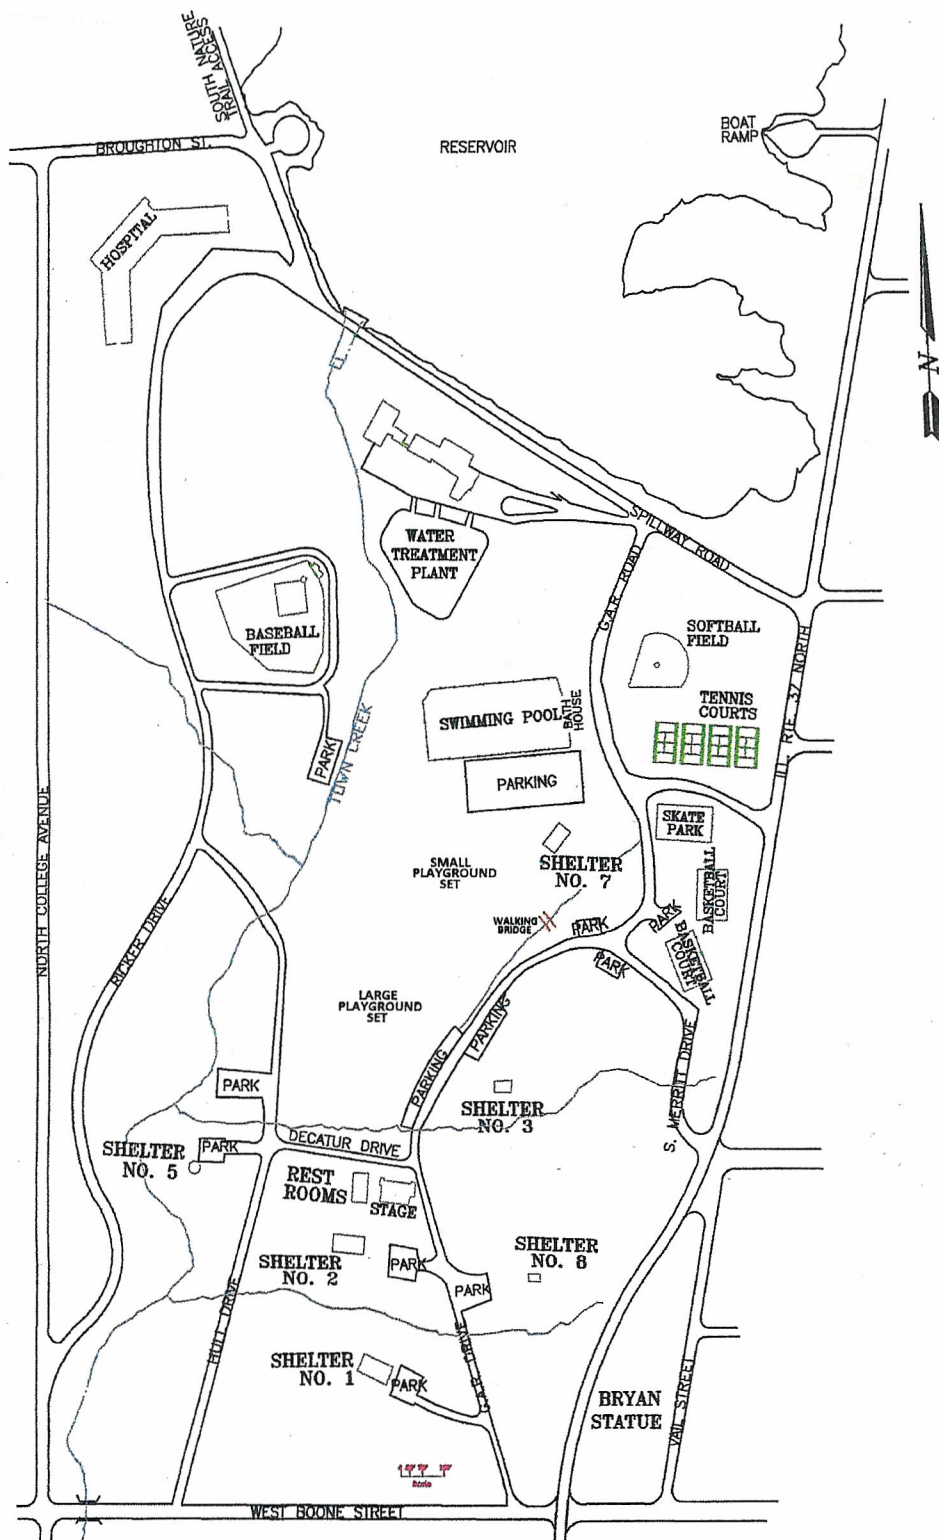 SOUTH NATURE
TRAIL ACCESS
BROUGHTON ST.
RESERVOIR
BOAT
RAMP
HOSPITAL
N
SPILLWAY ROAD
WATER
TREATMENT
PLANT
G.A.R. ROAD
BASEBALL
FIELD
SOFTBALL
FIELD
ILL. RTE. 37 NORTH
TENNIS
COURTS
SWIMMING POOL
BATH
HOUSE
PARK
TOWN CREEK
PARKING
NORTH COLLEGE AVENUE
SKATE
PARK
SMALL
PLAYGROUND
SET
SHELTER
NO. 7
BASKETBALL
COURT
RICKER DRIVE
WALKING
BRIDGE
PARK
PARK
PARK
BASKETBALL
COURT
LARGE
PLAYGROUND
SET
PARKING
PARKING
PARK
SHELTER
NO. 3
S. MERRITT DRIVE
DECATUR DRIVE
SHELTER
NO. 5
PARK
REST
ROOMS
STAGE
SHELTER
NO. 2
PARK
SHELTER
NO. 8
PARK
HULL DRIVE
G.A.R. DRIVE
SHELTER
NO. 1
PARK
BRYAN
STATUE
VAIL STREET
WEST BOONE STREET